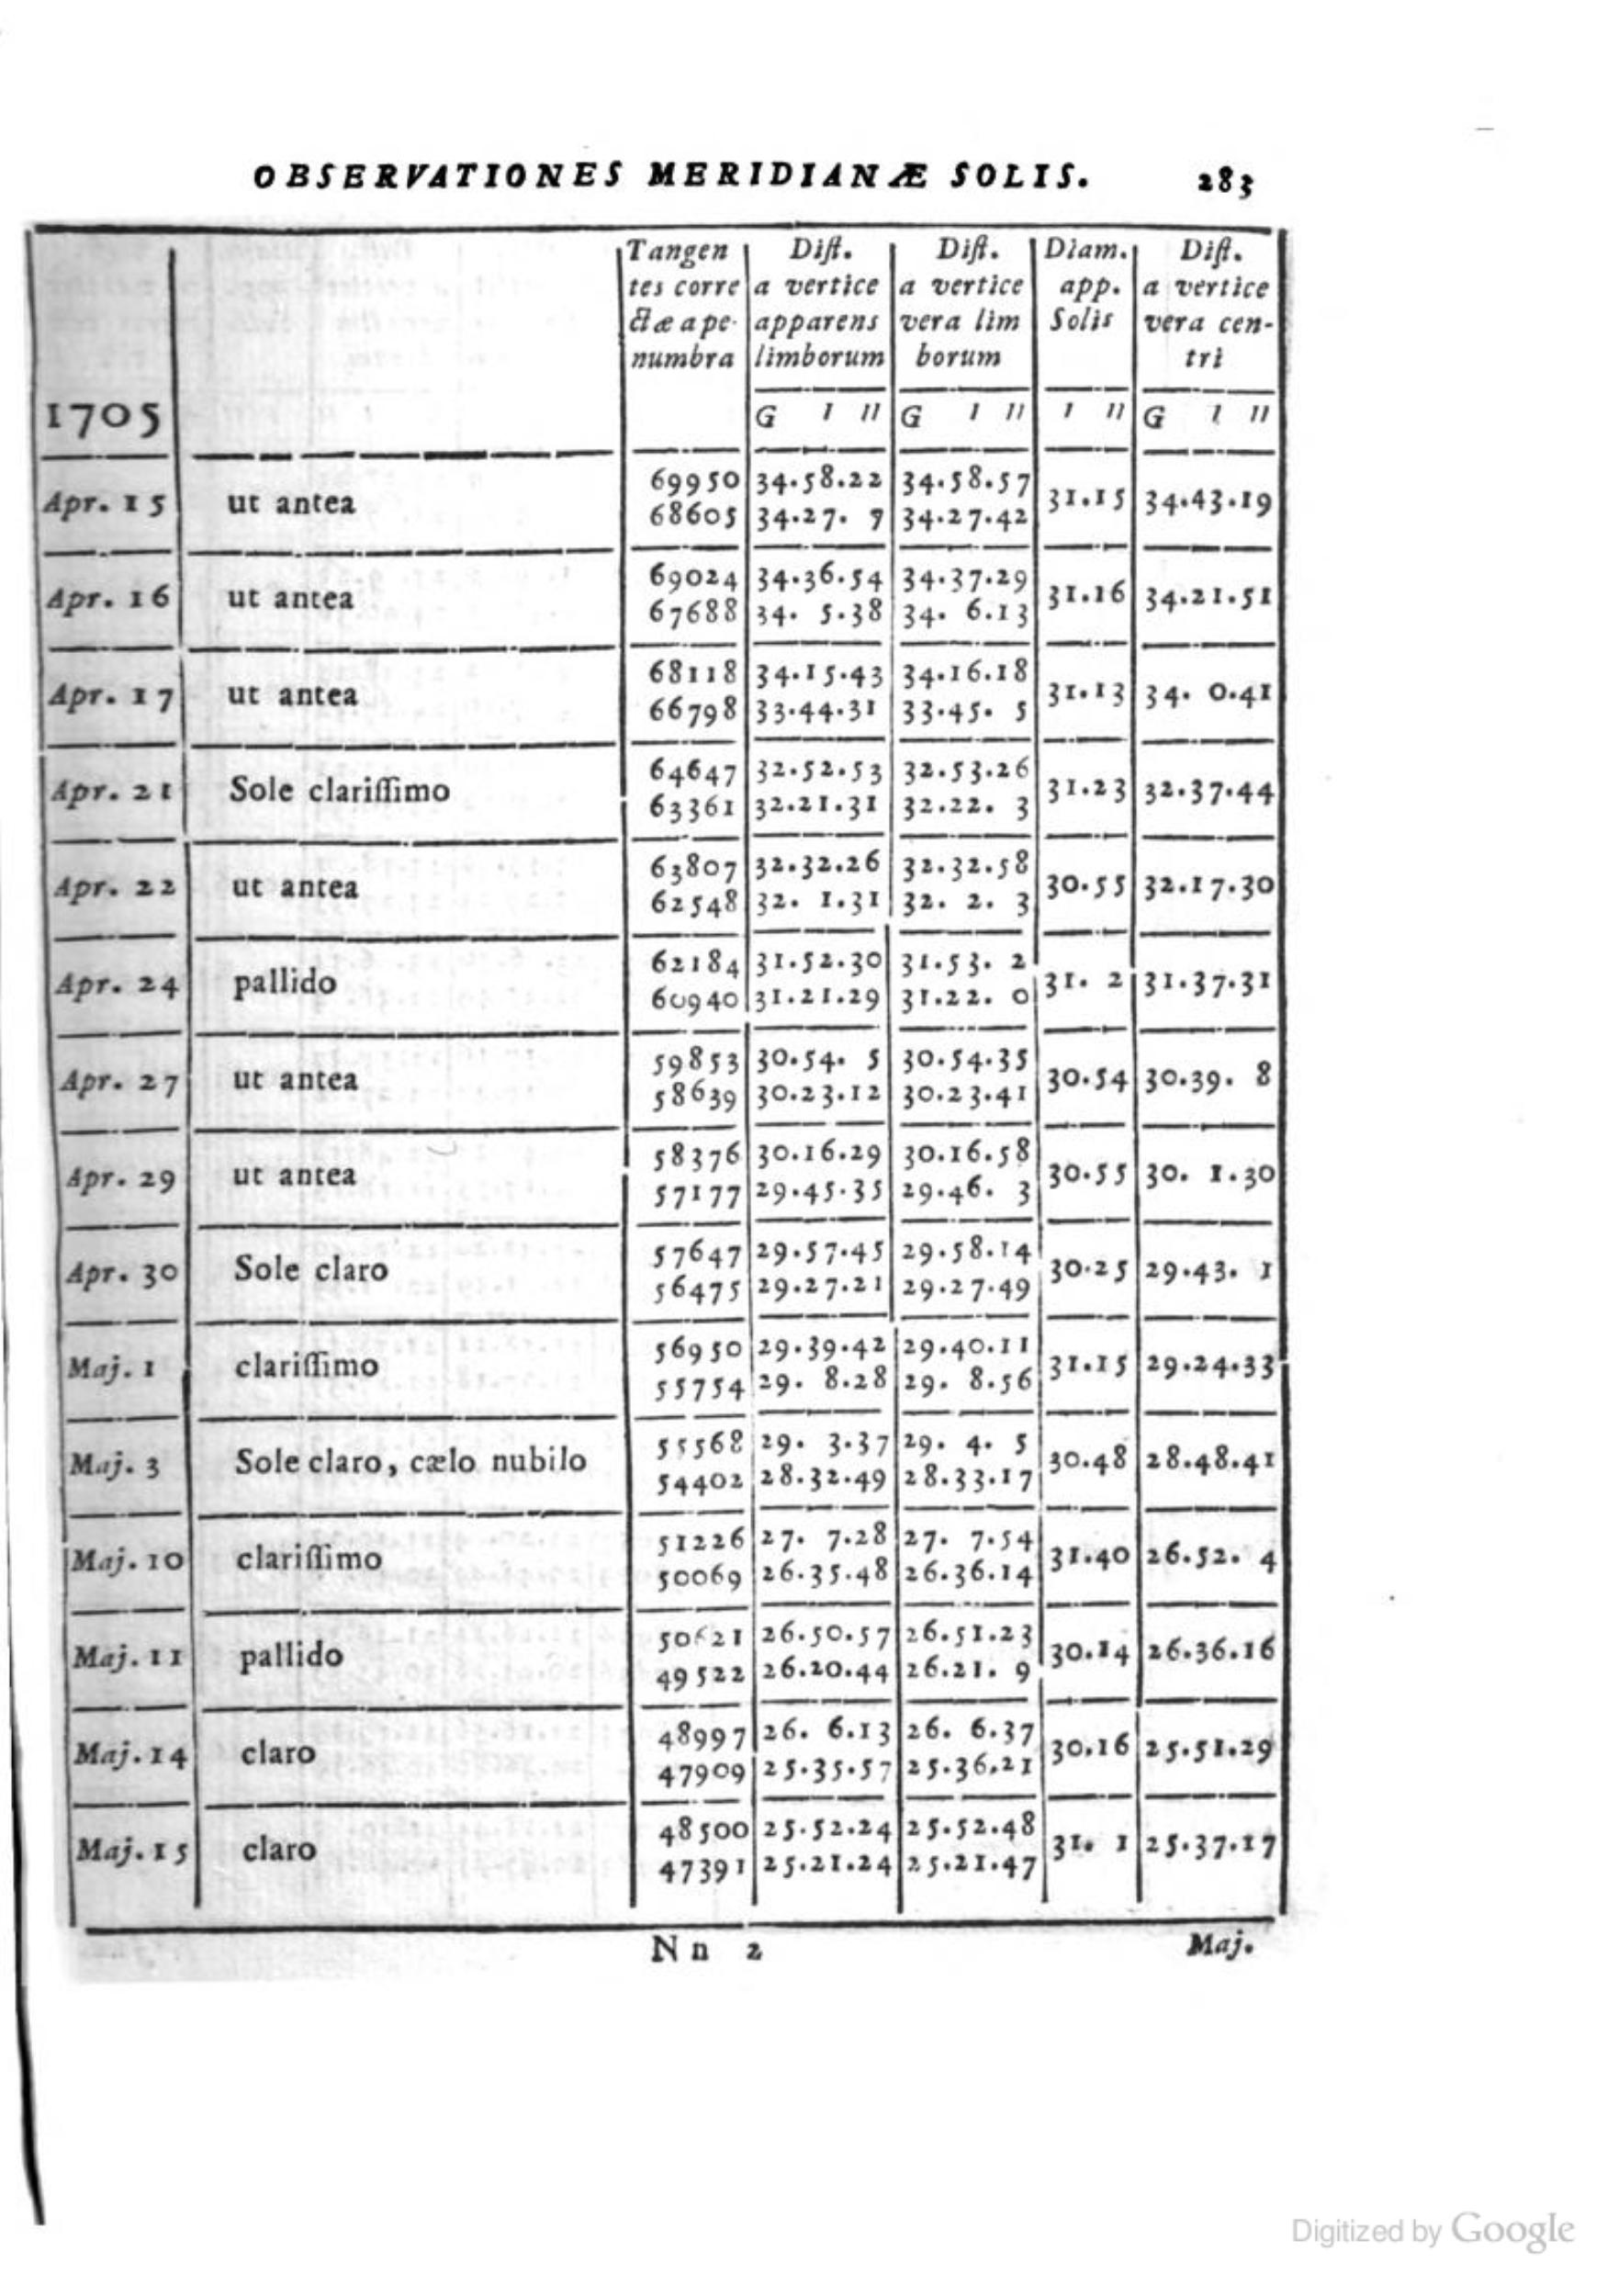 OBSERVATIONES MERIDIANÆ SOLIS. 283
Tangen Dist. Dist. Diam. Dist.
tes corre a vertice a vertice app. a vertice
ctæ a pe- apparens vera lim Solis vera cen-
numbra limborum borum tri
1705 G I II G I II I II G I II
69950 34.58.22 34.58.57
Apr. 15 ut antea 31.15 34.43.19
68605 34.27. 7 34.27.42
69024 34.36.54 34.37.29
Apr. 16 ut antea 31.16 34.21.51
67688 34. 5.38 34. 6.13
68118 34.15.43 34.16.18
Apr. 17 ut antea 31.13 34. 0.41
66798 33.44.31 33.45. 5
64647 32.52.53 32.53.26
Apr. 21 Sole clarissimo 31.23 32.37.44
63361 32.21.31 32.22. 3
63807 32.32.26 32.32.58
Apr. 22 ut antea 30.55 32.17.30
62548 32. 1.31 32. 2. 3
62184 31.52.30 31.53. 2
Apr. 24 pallido 31. 2 31.37.31
60940 31.21.29 31.22. 0
59853 30.54. 5 30.54.35
Apr. 27 ut antea 30.54 30.39. 8
58639 30.23.12 30.23.41
58376 30.16.29 30.16.58
Apr. 29 ut antea 30.55 30. 1.30
57177 29.45.35 29.46. 3
57647 29.57.45 29.58.14
Apr. 30 Sole claro 30.25 29.43. 1
56475 29.27.21 29.27.49
56950 29.39.42 29.40.11
Maj. 1 clarissimo 31.15 29.24.33
55754 29. 8.28 29. 8.56
55568 29. 3.37 29. 4. 5
Maj. 3 Sole claro, cælo nubilo 30.48 28.48.41
54402 28.32.49 28.33.17
51226 27. 7.28 27. 7.54
Maj. 10 clarissimo 31.40 26.52. 4
50069 26.35.48 26.36.14
50621 26.50.57 26.51.23
Maj. 11 pallido 30.14 26.36.16
49522 26.20.44 26.21. 9
48997 26. 6.13 26. 6.37
Maj. 14 claro 30.16 25.51.29
47909 25.35.57 25.36.21
48500 25.52.24 25.52.48
Maj. 15 claro 31. 1 25.37.17
47391 25.21.24 25.21.47
Nn 2 Maj.
Digitized by Google